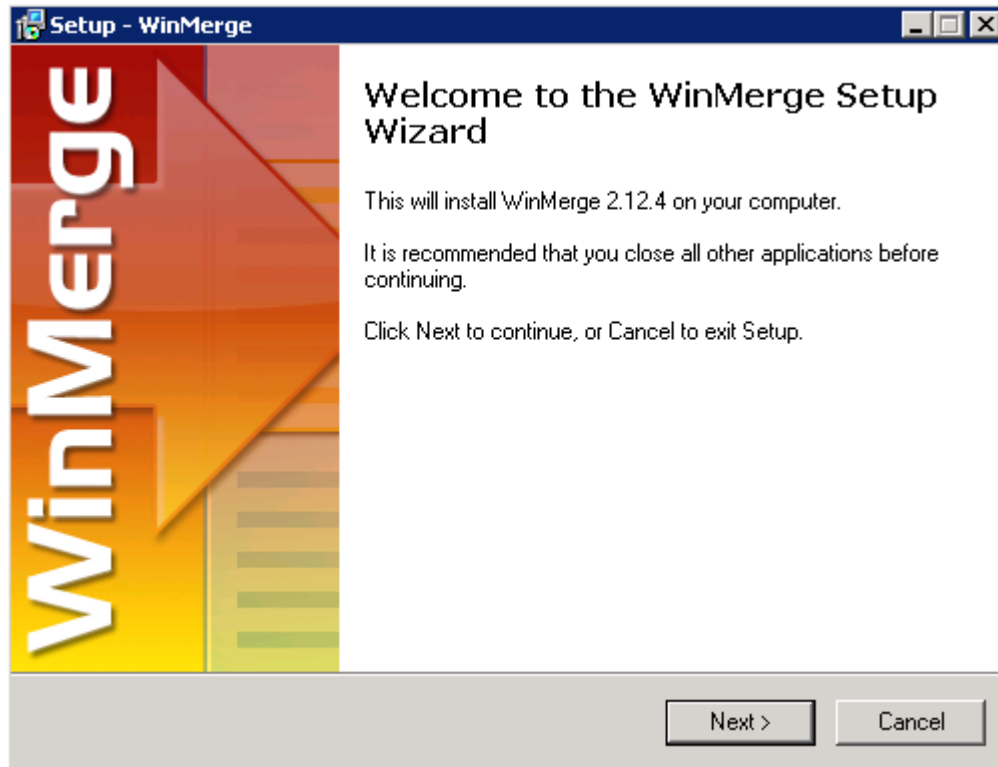 Setup - WinMerge
WinMerge
Welcome to the WinMerge Setup
Wizard
This will install WinMerge 2.12.4 on your computer.
It is recommended that you close all other applications before
continuing.
Click Next to continue, or Cancel to exit Setup.
Next >
Cancel